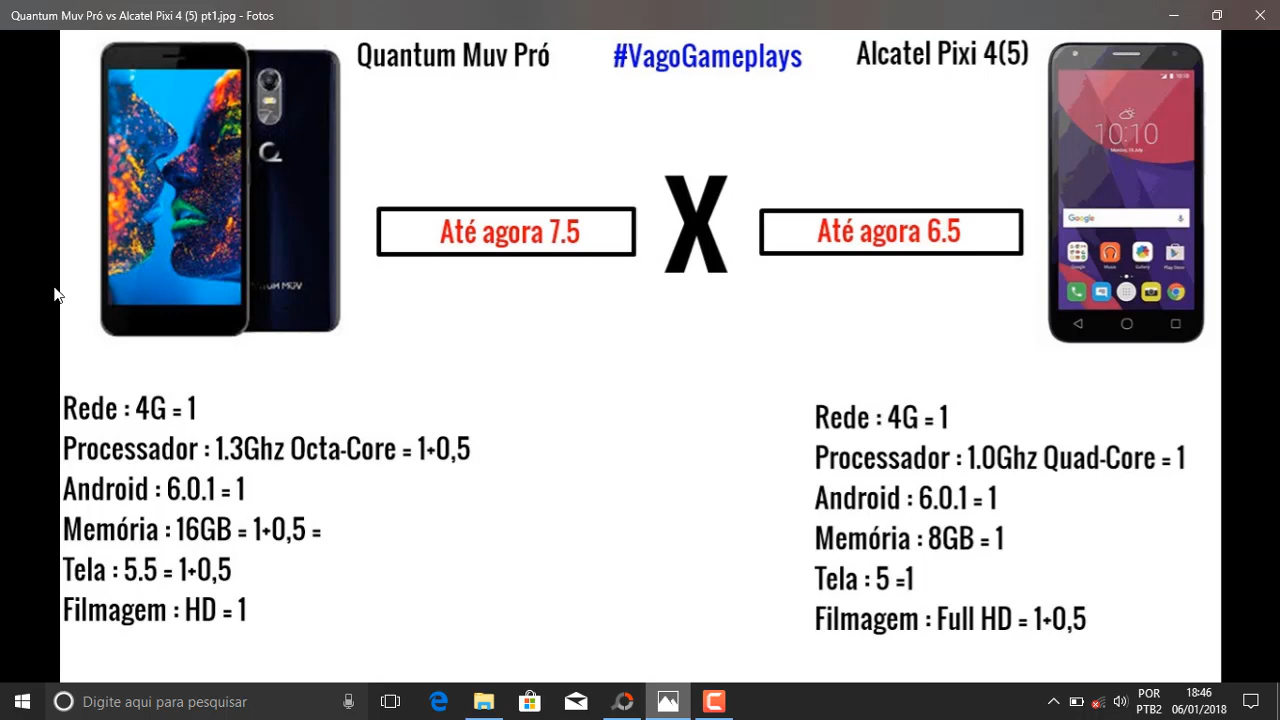 Quantum Muv Pró vs Alcatel Pixi 4 (5) pt1.jpg - Fotos
Quantum Muv Pró
#VagoGameplays
Alcatel Pixi 4(5)
10:10
Google
Até agora 7.5
X
Até agora 6.5
Google
Music
Gallery
Play Store
Rede : 4G = 1
Processador : 1.3Ghz Octa-Core = 1+0,5
Android : 6.0.1 = 1
Memória : 16GB = 1+0,5 =
Tela : 5.5 = 1+0,5
Filmagem : HD = 1
Rede : 4G = 1
Processador : 1.0Ghz Quad-Core = 1
Android : 6.0.1 = 1
Memória : 8GB = 1
Tela : 5 =1
Filmagem : Full HD = 1+0,5
Digite aqui para pesquisar
POR
PTB2
18:46
06/01/2018